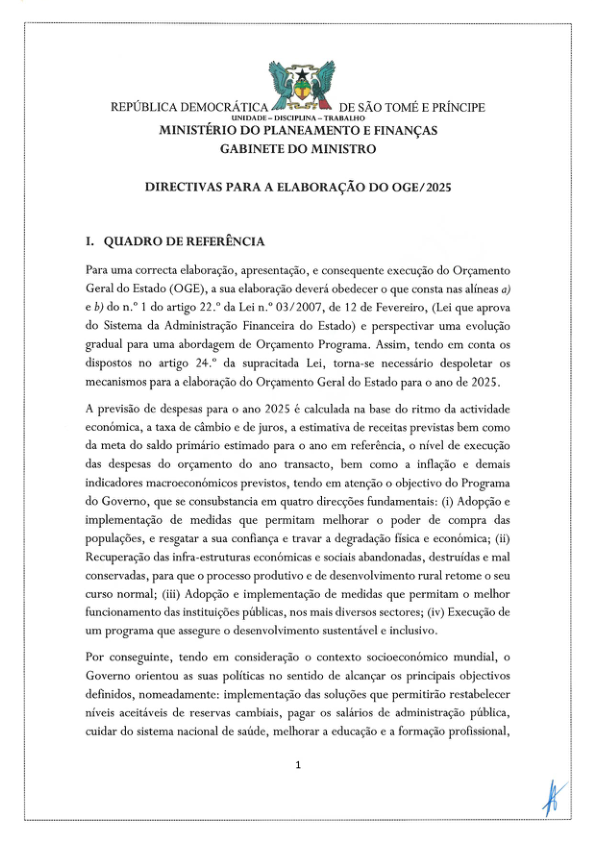 REPÚBLICA DEMOCRÁTICA DE SÃO TOMÉ E PRÍNCIPE
UNIDADE – DISCIPLINA – TRABALHO
MINISTÉRIO DO PLANEAMENTO E FINANÇAS
GABINETE DO MINISTRO
DIRECTIVAS PARA A ELABORAÇÃO DO OGE/2025
I. QUADRO DE REFERÊNCIA
Para uma correcta elaboração, apresentação, e consequente execução do Orçamento
Geral do Estado (OGE), a sua elaboração deverá obedecer o que consta nas alíneas a)
e b) do n.º 1 do artigo 22.º da Lei n.º 03/2007, de 12 de Fevereiro, (Lei que aprova
do Sistema da Administração Financeira do Estado) e perspectivar uma evolução
gradual para uma abordagem de Orçamento Programa. Assim, tendo em conta os
dispostos no artigo 24.º da supracitada Lei, torna-se necessário despoletar os
mecanismos para a elaboração do Orçamento Geral do Estado para o ano de 2025.
A previsão de despesas para o ano 2025 é calculada na base do ritmo da actividade
económica, a taxa de câmbio e de juros, a estimativa de receitas previstas bem como
da meta do saldo primário estimado para o ano em referência, o nível de execução
das despesas do orçamento do ano transacto, bem como a inflação e demais
indicadores macroeconómicos previstos, tendo em atenção o objectivo do Programa
do Governo, que se consubstancia em quatro direcções fundamentais: (i) Adopção e
implementação de medidas que permitam melhorar o poder de compra das
populações, e resgatar a sua confiança e travar a degradação física e económica; (ii)
Recuperação das infra-estruturas económicas e sociais abandonadas, destruídas e mal
conservadas, para que o processo produtivo e de desenvolvimento rural retome o seu
curso normal; (iii) Adopção e implementação de medidas que permitam o melhor
funcionamento das instituições públicas, nos mais diversos sectores; (iv) Execução de
um programa que assegure o desenvolvimento sustentável e inclusivo.
Por conseguinte, tendo em consideração o contexto socioeconómico mundial, o
Governo orientou as suas políticas no sentido de alcançar os principais objectivos
definidos, nomeadamente: implementação das soluções que permitirão restabelecer
níveis aceitáveis de reservas cambiais, pagar os salários de administração pública,
cuidar do sistema nacional de saúde, melhorar a educação e a formação profissional,
1